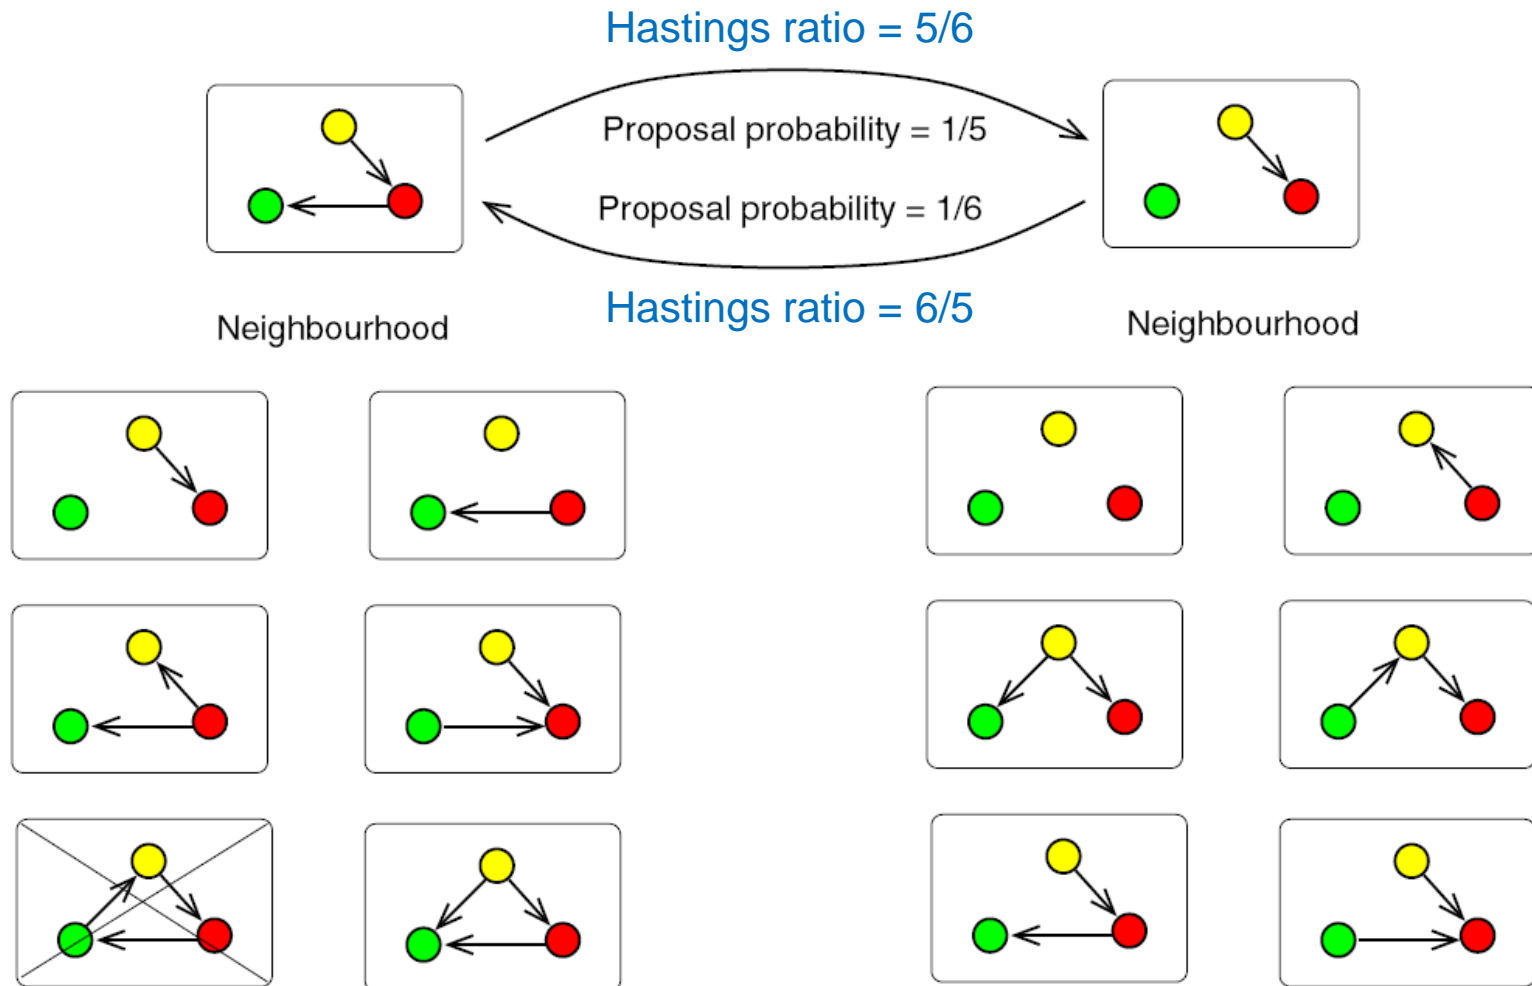 Hastings ratio = 5/6
Proposal probability = 1/5
Proposal probability = 1/6
Hastings ratio = 6/5
Neighbourhood
Neighbourhood